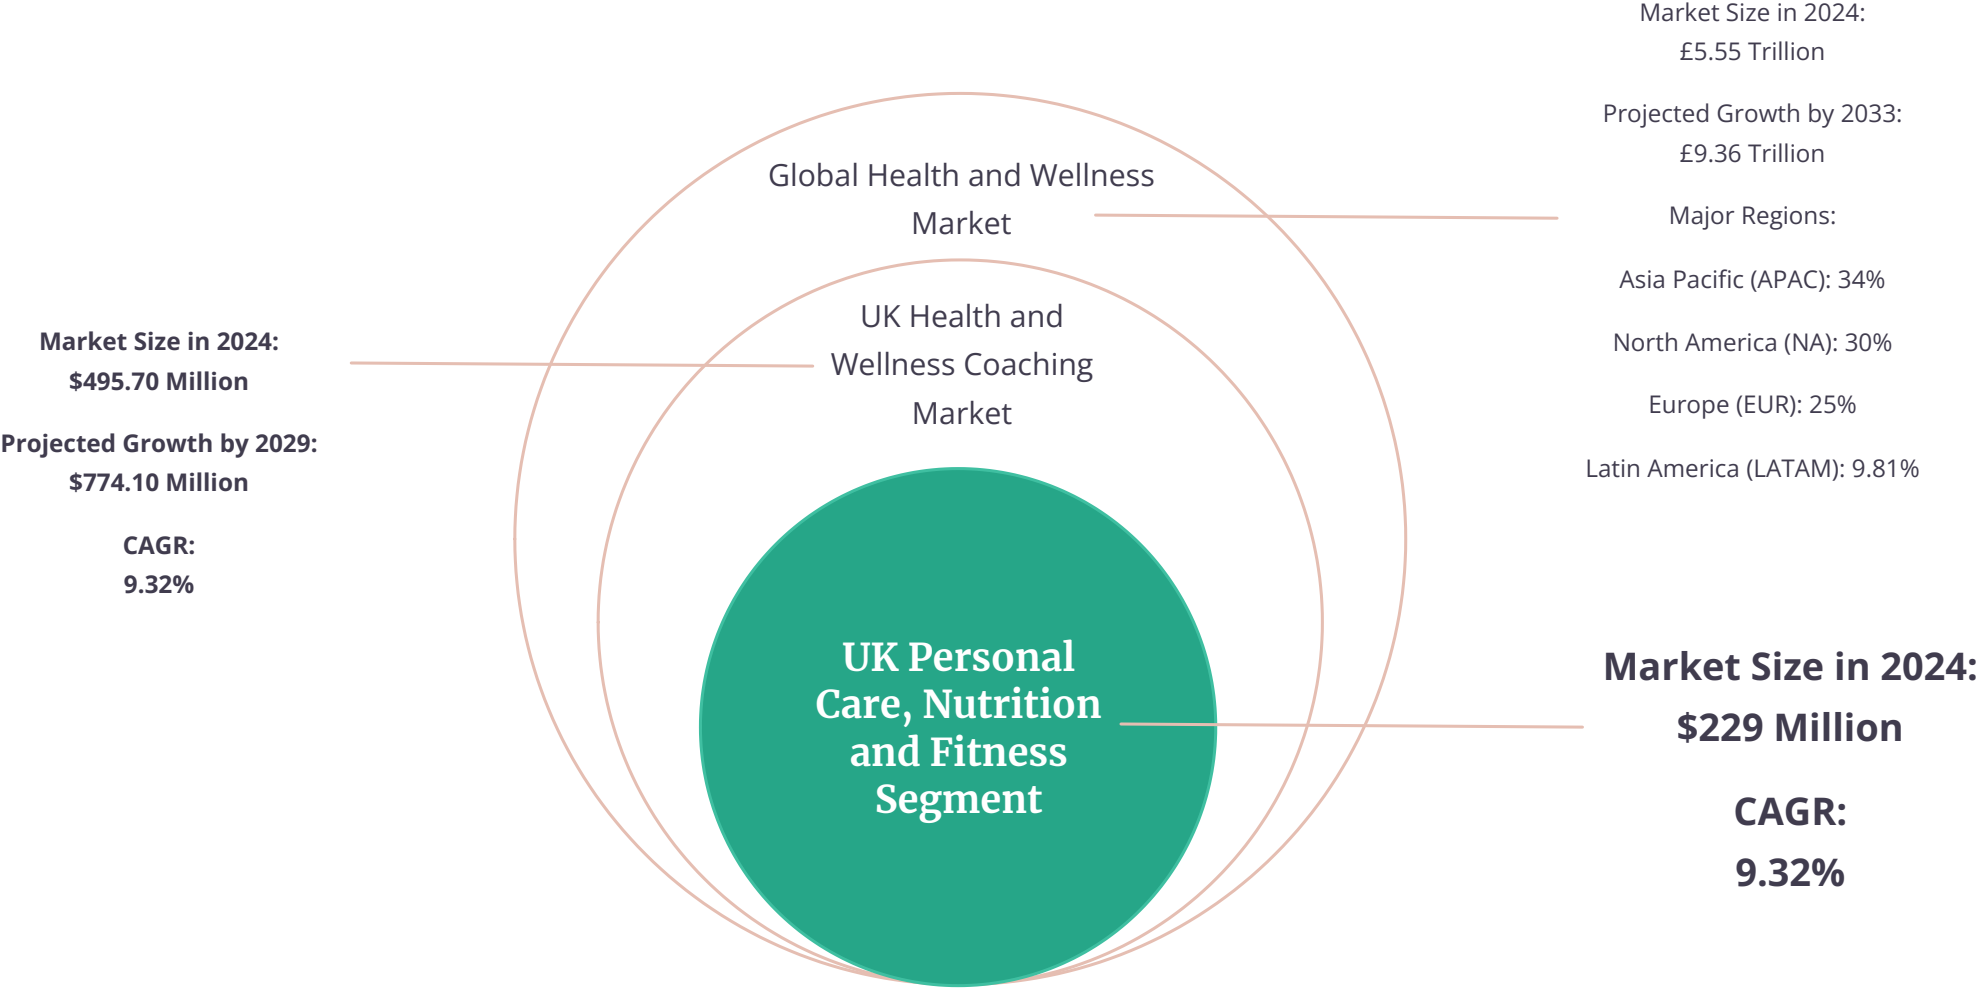 Market Size in 2024:
£5.55 Trillion
Projected Growth by 2033:
£9.36 Trillion
Major Regions:
Asia Pacific (APAC): 34%
North America (NA): 30%
Europe (EUR): 25%
Latin America (LATAM): 9.81%
Global Health and Wellness
Market
UK Health and
Wellness Coaching
Market
Market Size in 2024:
$495.70 Million
Projected Growth by 2029:
$774.10 Million
CAGR:
9.32%
UK Personal
Care, Nutrition
and Fitness
Segment
Market Size in 2024:
$229 Million
CAGR:
9.32%